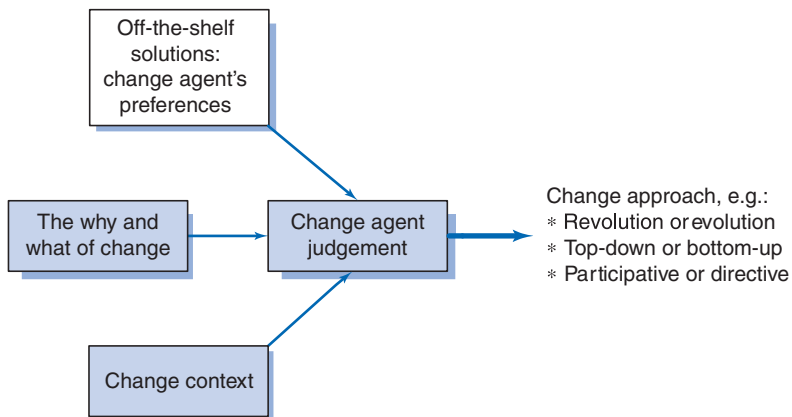 Off-the-shelf
solutions:
change agent's
preferences
The why and
what of change
Change agent
judgement
Change approach, e.g.:
* Revolution or evolution
* Top-down or bottom-up
* Participative or directive
Change context